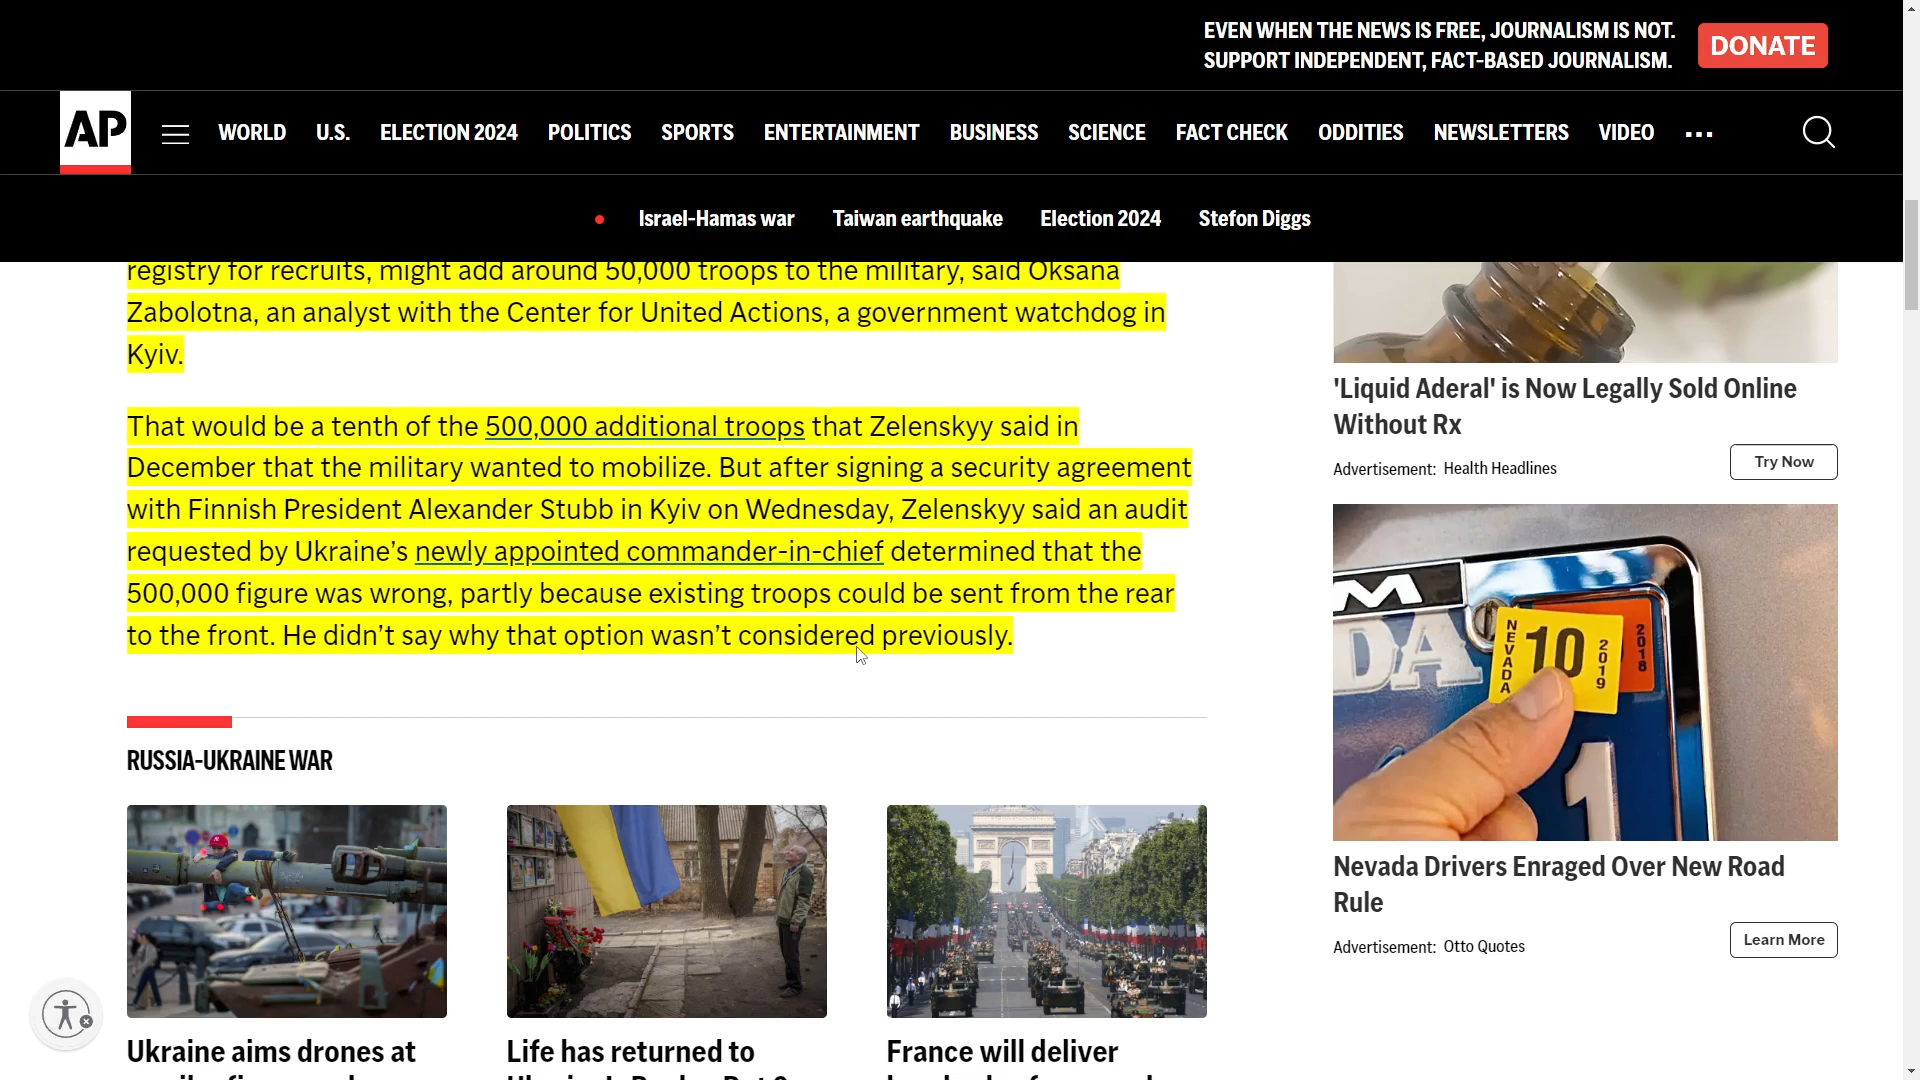 EVEN WHEN THE NEWS IS FREE, JOURNALISM IS NOT.
SUPPORT INDEPENDENT, FACT-BASED JOURNALISM.
DONATE
AP
WORLD U.S. ELECTION 2024 POLITICS SPORTS ENTERTAINMENT BUSINESS SCIENCE FACT CHECK ODDITIES NEWSLETTERS VIDEO
Israel-Hamas war Taiwan earthquake Election 2024 Stefon Diggs
registry for recruits, might add around 50,000 troops to the military, said Oksana
Zabolotna, an analyst with the Center for United Actions, a government watchdog in
Kyiv.
That would be a tenth of the 500,000 additional troops that Zelenskyy said in
December that the military wanted to mobilize. But after signing a security agreement
with Finnish President Alexander Stubb in Kyiv on Wednesday, Zelenskyy said an audit
requested by Ukraine’s newly appointed commander-in-chief determined that the
500,000 figure was wrong, partly because existing troops could be sent from the rear
to the front. He didn’t say why that option wasn’t considered previously.
RUSSIA-UKRAINE WAR
Ukraine aims drones at
Life has returned to
France will deliver
'Liquid Aderal' is Now Legally Sold Online
Without Rx
Advertisement: Health Headlines
Try Now
M
DA
NEVADA
10
2019
2018
1
Nevada Drivers Enraged Over New Road
Rule
Advertisement: Otto Quotes
Learn More